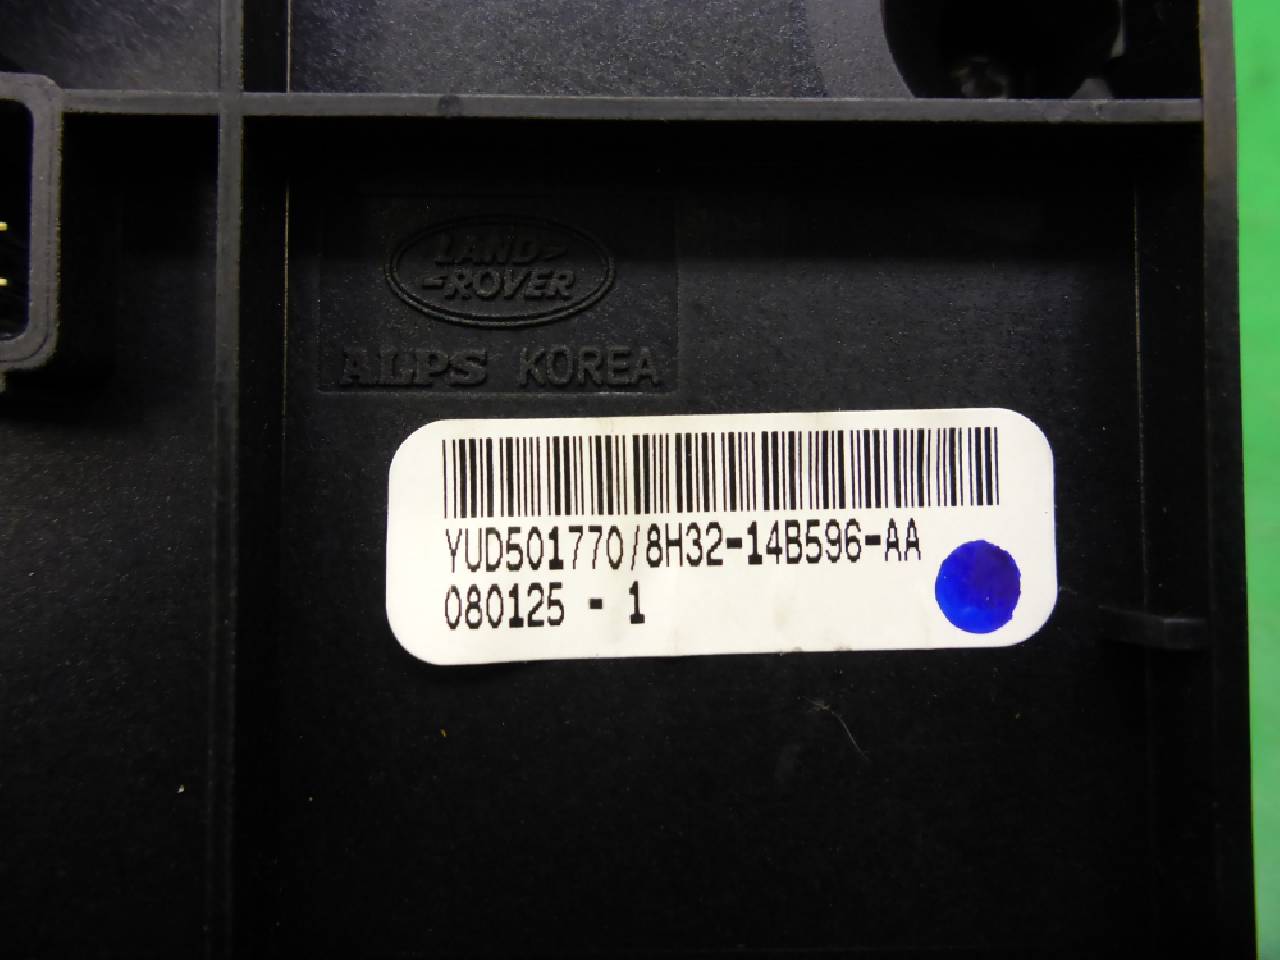 LAND-
-ROVER
ALPS KOREA
YUD501770/8H32-14B596-AA
080125 - 1